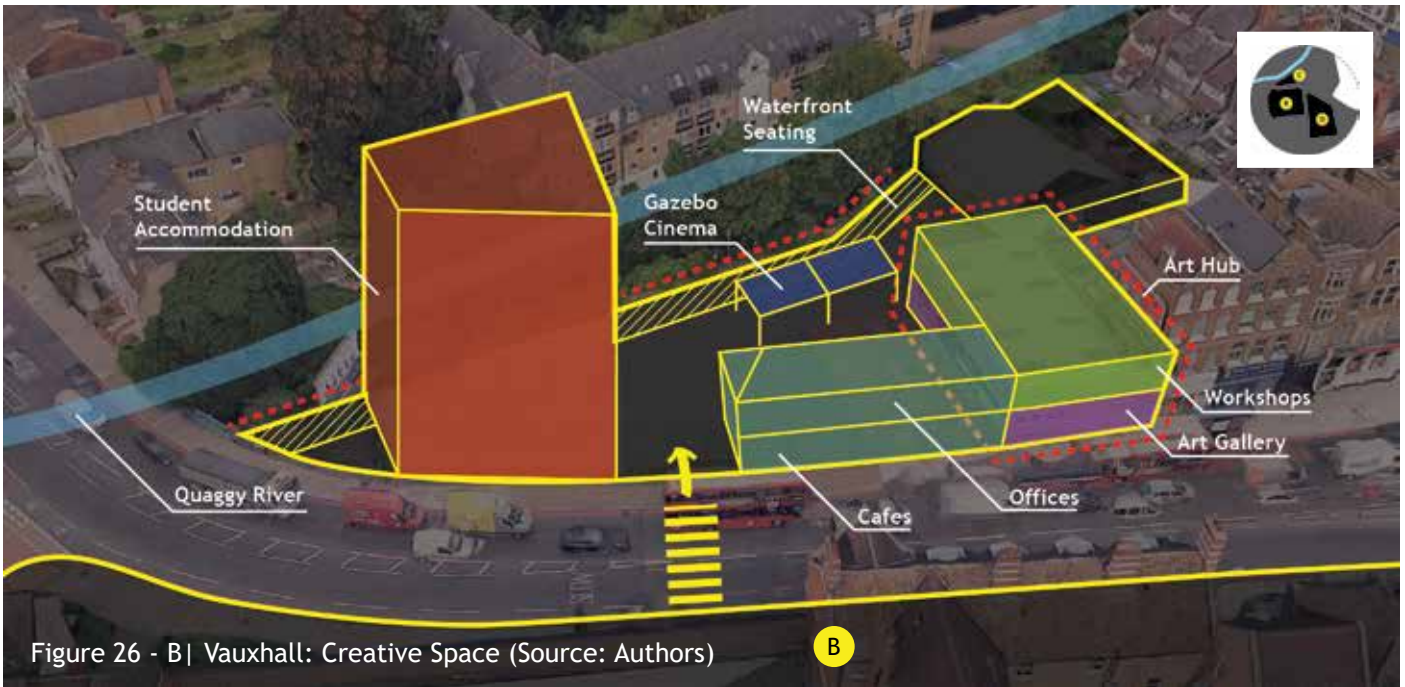 Waterfront
Seating
Student
Accommodation
Gazebo
Cinema
Art Hub
Workshops
Art Gallery
Quaggy River
Offices
Cafes
Figure 26 - B| Vauxhall: Creative Space (Source: Authors)
B